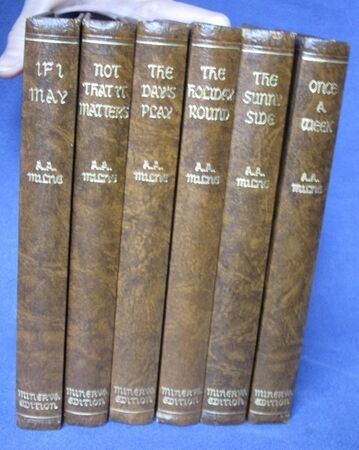 IF I
MAY
A.A.
MILNE
MINERVA
EDITION
NOT
THAT IT
MATTERS
A.A.
MILNE
MINERVA
EDITION
THE
DAY'S
PLAY
A.A.
MILNE
MINERVA
EDITION
THE
HOLIDAY
ROUND
A.A.
MILNE
MINERVA
EDITION
THE
SUNNY
SIDE
A.A.
MILNE
MINERVA
EDITION
ONCE
A
WEEK
A.A.
MILNE
MINERVA
EDITION